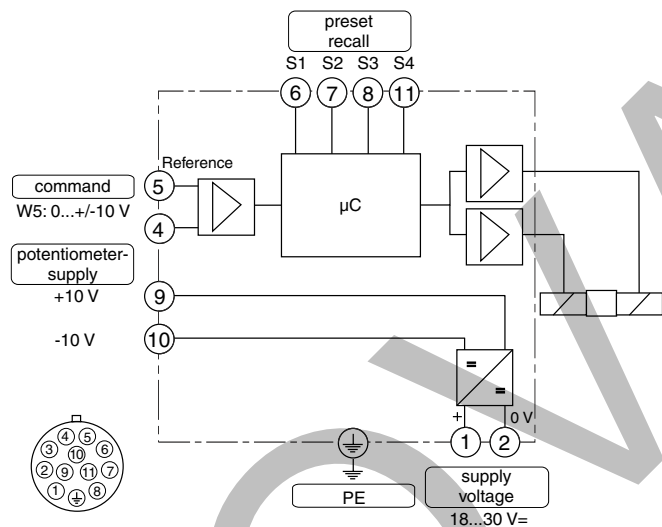 preset
recall
S1 S2 S3 S4
6 7 8 11
Reference
5
command
W5: 0...+/-10 V
4
µC
potentiometer-
supply
+10 V
9
-10 V
10
=
=
+ 0 V
1 2
PE
supply
voltage
18...30 V=
4 5
3 10 6
2 9 11 7
1 8